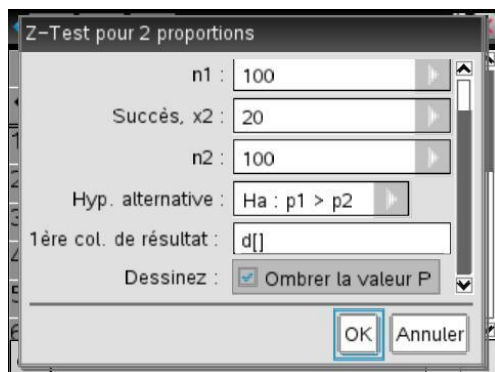 Z-Test pour 2 proportions
n1 : 100
Succès, x2 : 20
n2 : 100
Hyp. alternative : Ha : p1 > p2
1ère col. de résultat : d[]
Dessinez : Ombrer la valeur P
OK Annuler